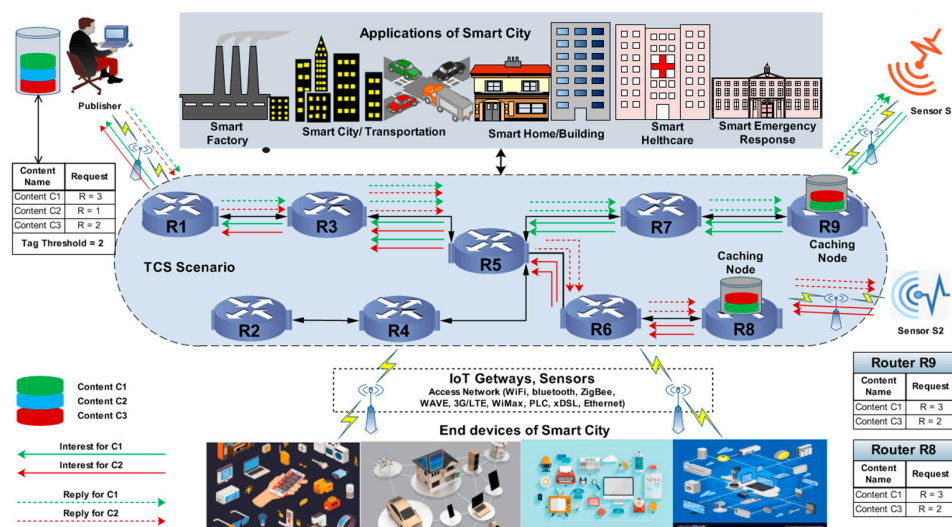 Applications of Smart City
Publisher
Smart
Factory
Smart City/ Transportation
Smart Home/Building
Smart
Helthcare
Smart Emergency
Response
Sensor S
Content
Name
Request
Content C1
R = 3
Content C2
R = 1
Content C3
R = 2
Tag Threshold = 2
R1
R3
R5
R7
R9
Caching
Node
TCS Scenario
Caching
Node
R2
R4
R6
R8
Sensor S2
IoT Getways, Sensors
Access Network (WiFi, bluetooth, ZigBee,
WAVE, 3G/LTE, WiMax, PLC, xDSL, Ethernet)
End devices of Smart City
Content C1
Content C2
Content C3
Interest for C1
Interest for C2
Reply for C1
Reply for C2
Router R9
Content
Name
Request
Content C1
R = 3
Content C3
R = 2
Router R8
Content
Name
Request
Content C1
R = 3
Content C3
R = 2
NEWS